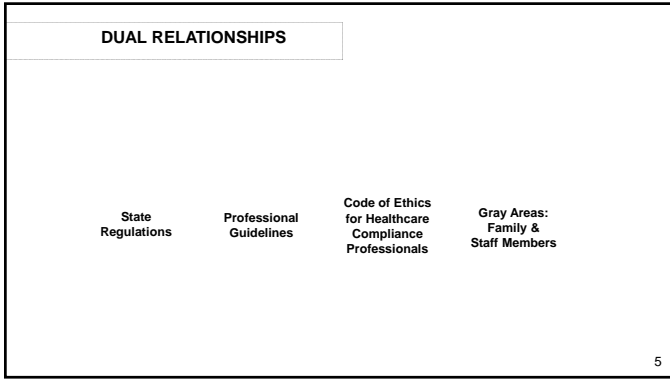 DUAL RELATIONSHIPS
State
Regulations
Professional
Guidelines
Code of Ethics
for Healthcare
Compliance
Professionals
Gray Areas:
Family &
Staff Members
5